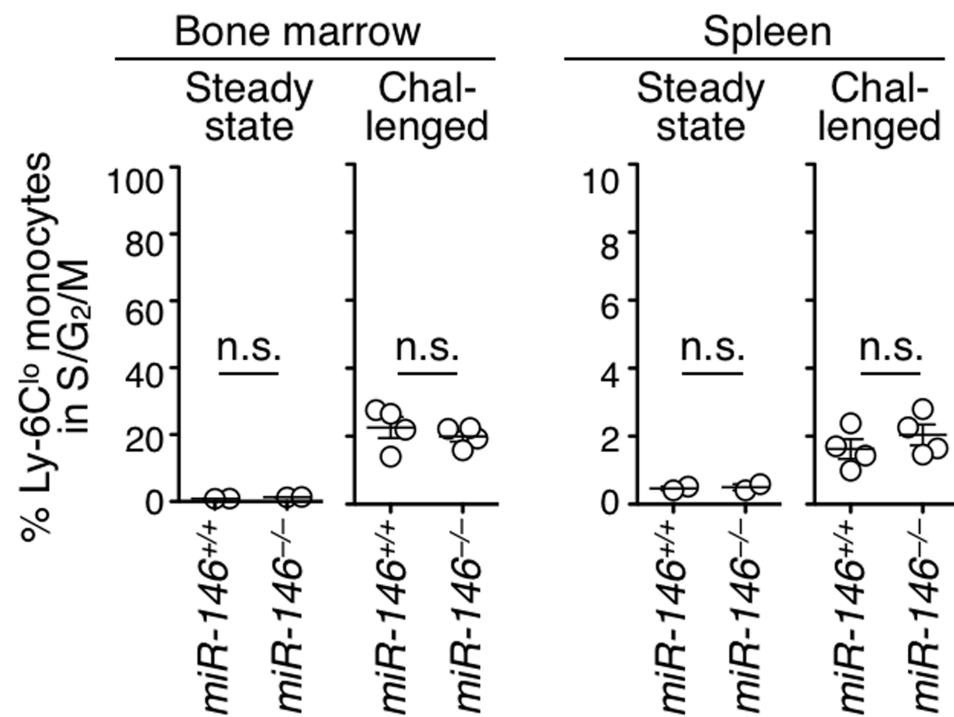 Bone marrow
Spleen
Steady
state
Chal-
lenged
Steady
state
Chal-
lenged
% Ly-6Cˡᵒ monocytes
in S/G₂/M
100
80
60
40
20
0
10
8
6
4
2
0
n.s.
n.s.
n.s.
n.s.
miR-146⁺/⁺
miR-146⁻/⁻
miR-146⁺/⁺
miR-146⁻/⁻
miR-146⁺/⁺
miR-146⁻/⁻
miR-146⁺/⁺
miR-146⁻/⁻